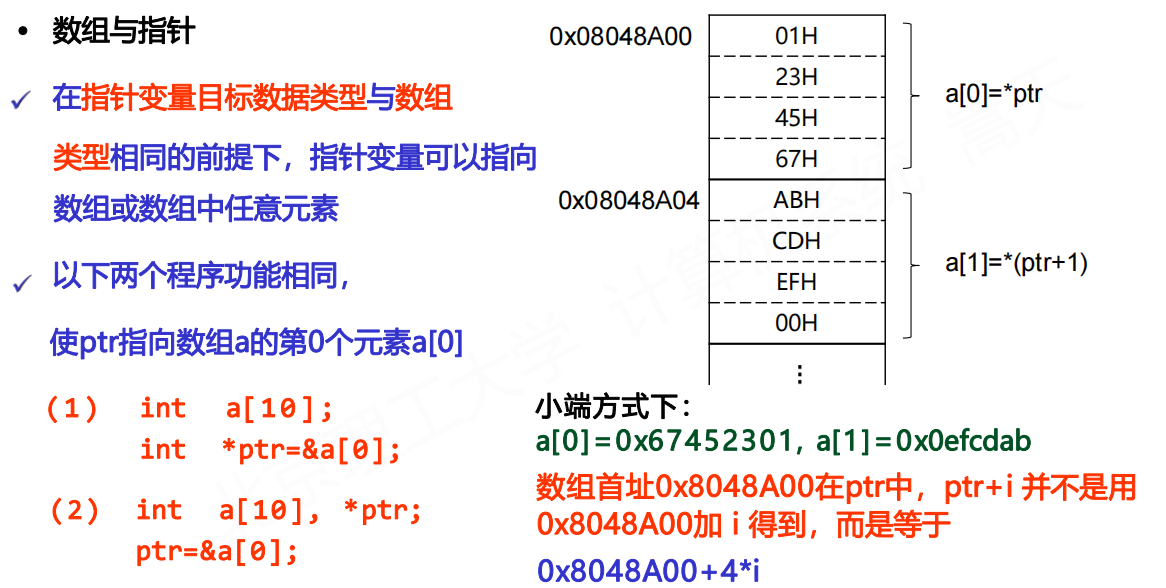 • 数组与指针
✓ 在指针变量目标数据类型与数组
类型相同的前提下，指针变量可以指向
数组或数组中任意元素
✓ 以下两个程序功能相同，
使ptr指向数组a的第0个元素a[0]
(1) int a[10];
int *ptr=&a[0];
(2) int a[10], *ptr;
ptr=&a[0];
0x08048A00
01H
23H
45H
67H
a[0]=*ptr
0x08048A04
ABH
CDH
EFH
00H
a[1]=*(ptr+1)
⋮
小端方式下：
a[0]=0x67452301, a[1]=0x0efcdab
数组首址0x8048A00在ptr中，ptr+i 并不是用
0x8048A00加 i 得到，而是等于
0x8048A00+4*i